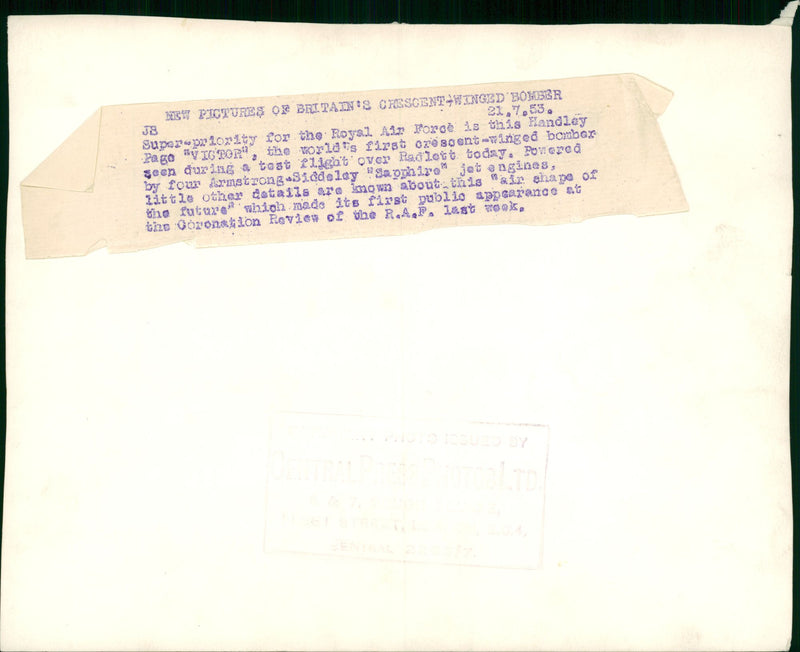 NEW PICTURES OF BRITAIN'S CRESCENT-WINGED BOMBER
JS 21.7.53.
Super-priority for the Royal Air Force is this Handley
Page "VICTOR", the world's first crescent-winged bomber
seen during a test flight over Radlett today. Powered
by four Armstrong-Siddeley "Sapphire" jet engines,
little other details are known about this "air shape of
the future" which made its first public appearance at
the Coronation Review of the R.A.F. last week.
PHOTO ISSUED BY
CENTRAL PRESS PHOTOS LTD.
STREET, E.C.4,
CENTRAL